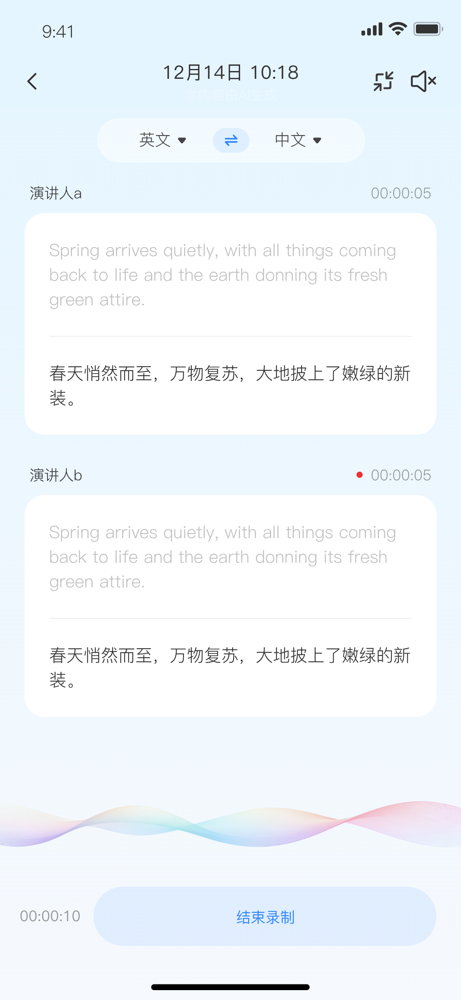 9:41
12月14日 10:18
本内容由AI生成
英文
中文
演讲人a
00:00:05
Spring arrives quietly, with all things coming
back to life and the earth donning its fresh
green attire.
春天悄然而至，万物复苏，大地披上了嫩绿的新
装。
演讲人b
00:00:05
Spring arrives quietly, with all things coming
back to life and the earth donning its fresh
green attire.
春天悄然而至，万物复苏，大地披上了嫩绿的新
装。
00:00:10
结束录制